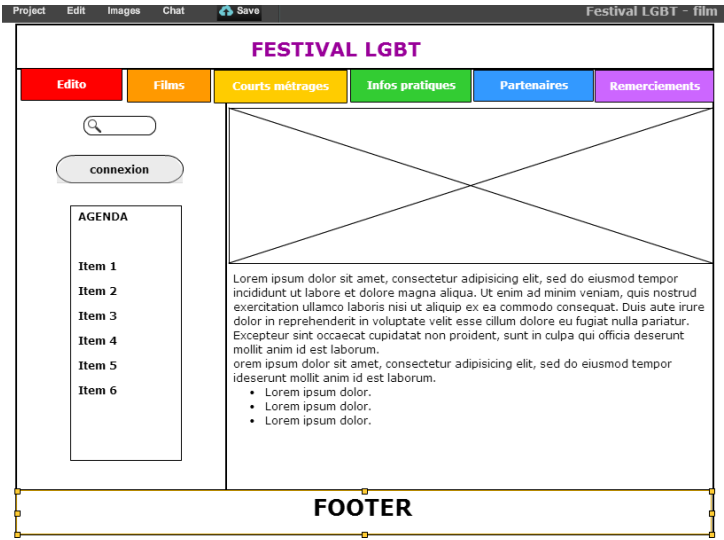 Project Edit Images Chat Save Festival LGBT - film
FESTIVAL LGBT
Edito Films Courts métrages Infos pratiques Partenaires Remerciements
connexion
AGENDA
Item 1
Item 2
Item 3
Item 4
Item 5
Item 6
Lorem ipsum dolor sit amet, consectetur adipisicing elit, sed do eiusmod tempor
incididunt ut labore et dolore magna aliqua. Ut enim ad minim veniam, quis nostrud
exercitation ullamco laboris nisi ut aliquip ex ea commodo consequat. Duis aute irure
dolor in reprehenderit in voluptate velit esse cillum dolore eu fugiat nulla pariatur.
Excepteur sint occaecat cupidatat non proident, sunt in culpa qui officia deserunt
mollit anim id est laborum.
orem ipsum dolor sit amet, consectetur adipisicing elit, sed do eiusmod tempor
ideserunt mollit anim id est laborum.
• Lorem ipsum dolor.
• Lorem ipsum dolor.
• Lorem ipsum dolor.
FOOTER